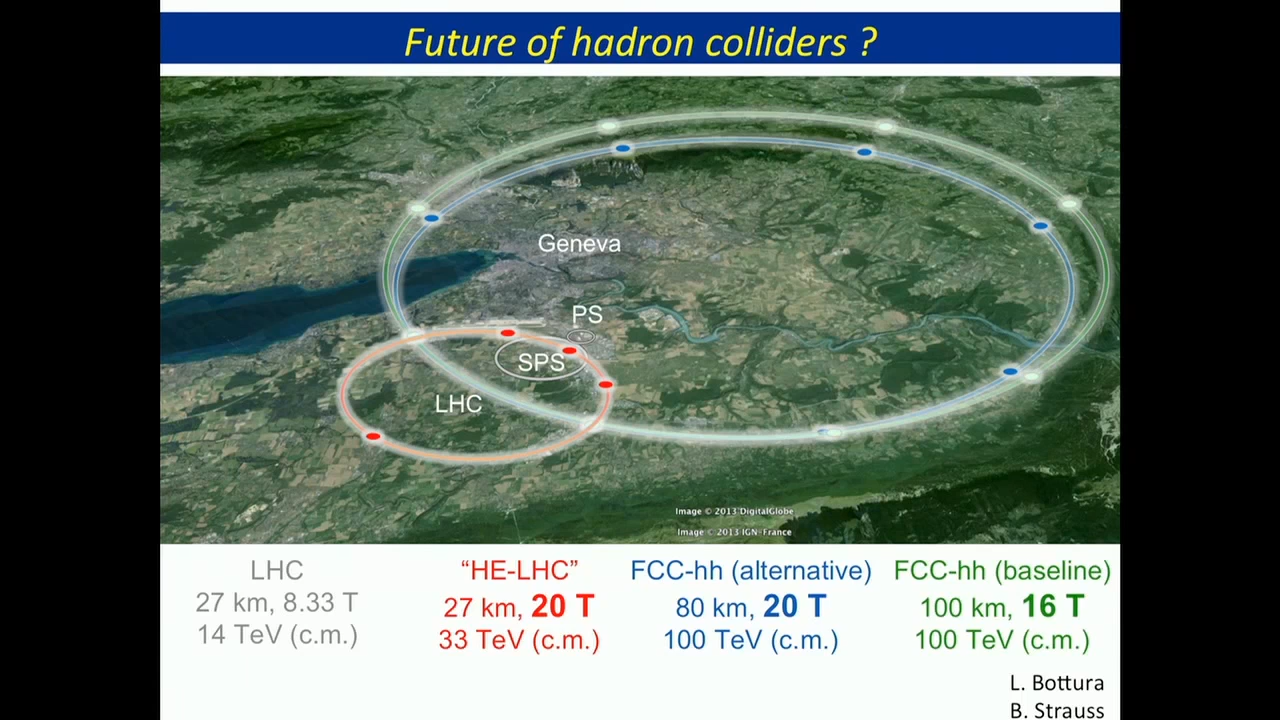 Future of hadron colliders ?
Geneva
PS
SPS
LHC
Image © 2013 DigitalGlobe
Image © 2013 IGN-France
LHC
27 km, 8.33 T
14 TeV (c.m.)
“HE-LHC”
27 km, 20 T
33 TeV (c.m.)
FCC-hh (alternative)
80 km, 20 T
100 TeV (c.m.)
FCC-hh (baseline)
100 km, 16 T
100 TeV (c.m.)
L. Bottura
B. Strauss